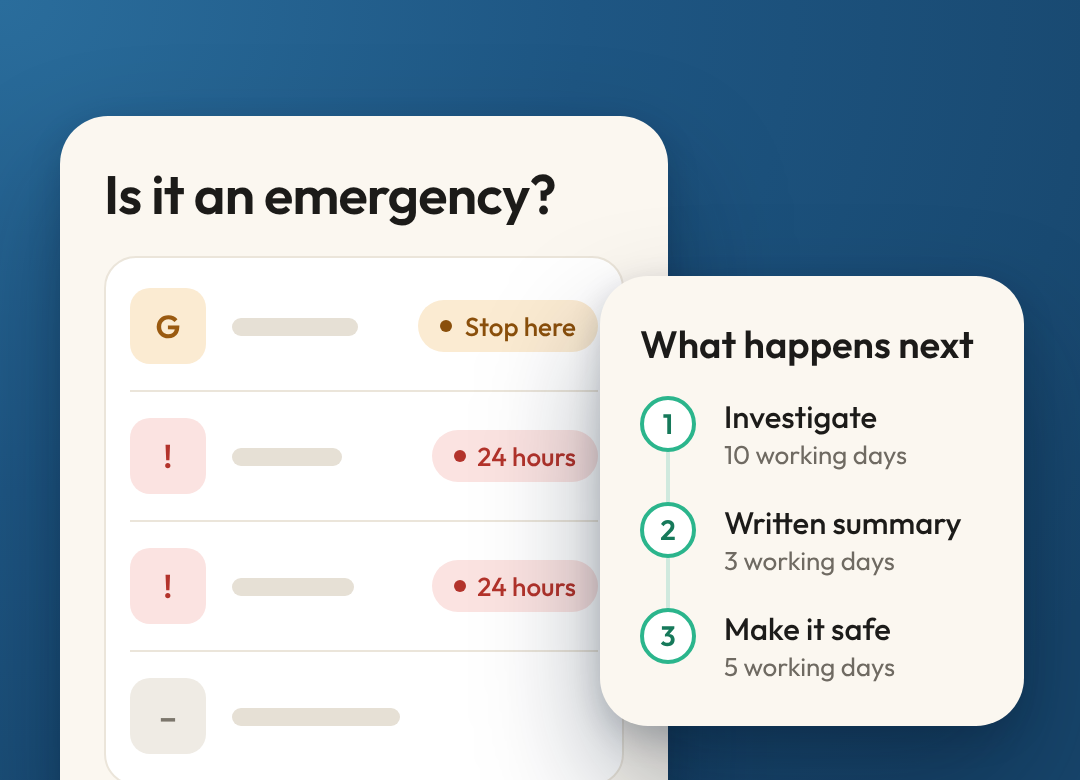 Is it an emergency?
G
Stop here
!
24 hours
!
24 hours
–
What happens next
1
Investigate
10 working days
2
Written summary
3 working days
3
Make it safe
5 working days